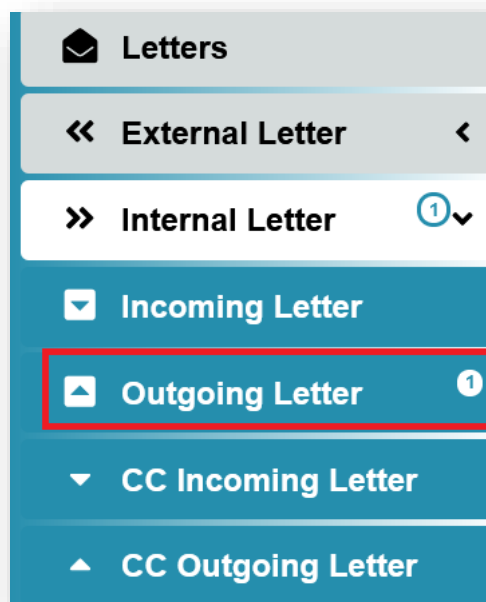 Letters
External Letter
Internal Letter 1
Incoming Letter
Outgoing Letter 1
CC Incoming Letter
CC Outgoing Letter